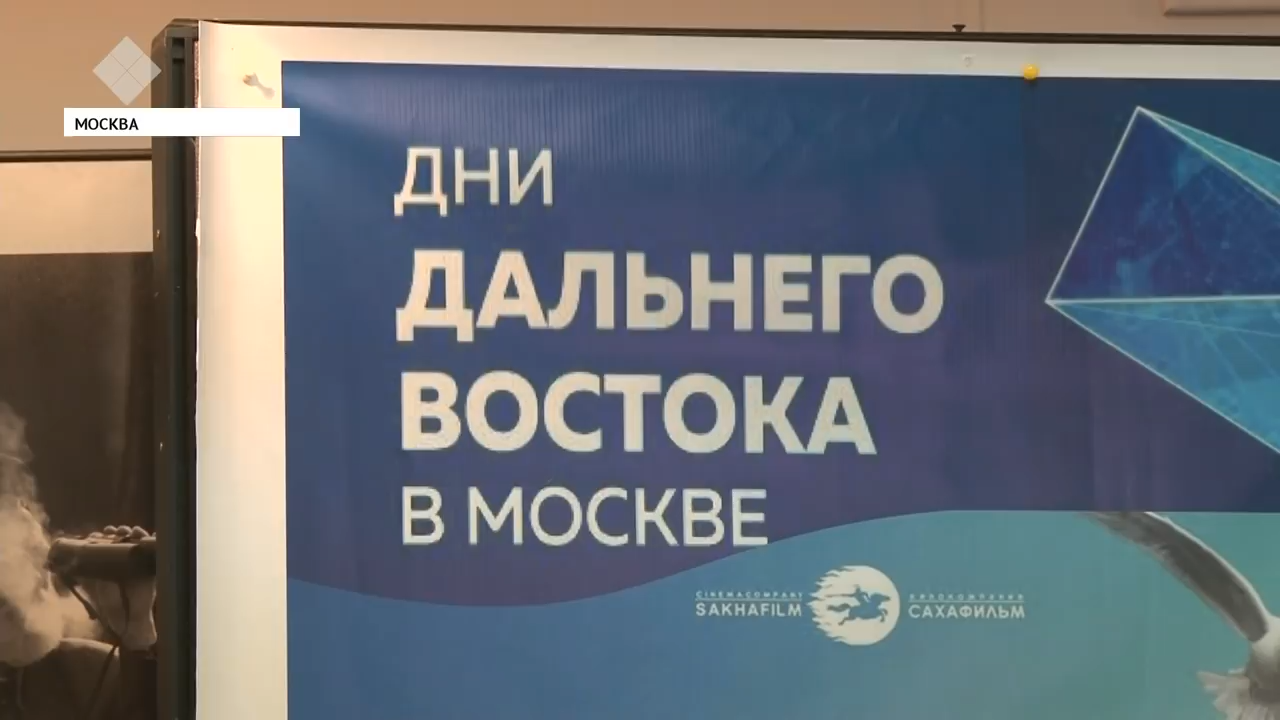 МОСКВА
ДНИ
ДАЛЬНЕГО
ВОСТОКА
В МОСКВЕ
CINEMACOMPANY
SAKHAFILM
КИНОКОМПАНИЯ
САХАФИЛЬМ